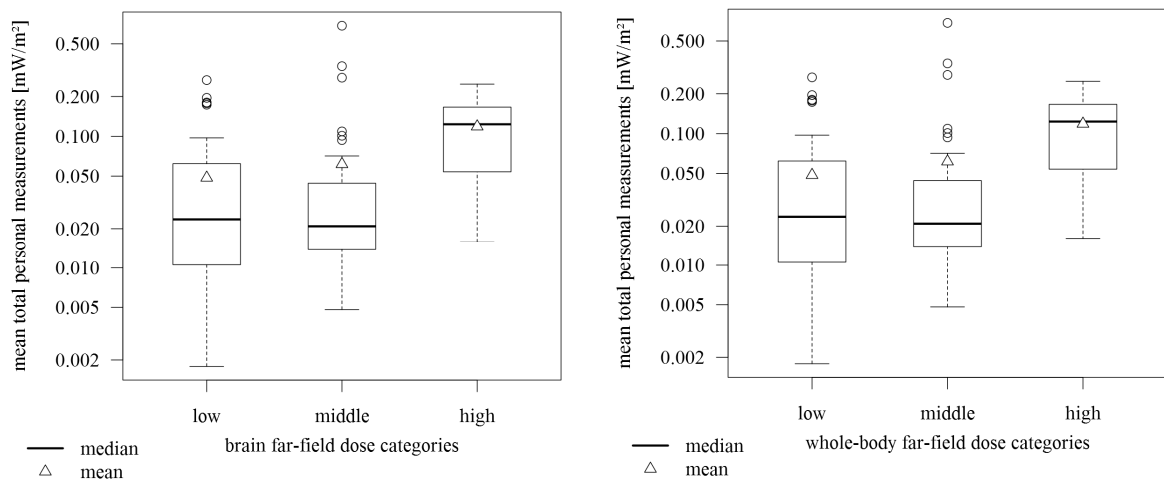 mean total personal measurements [mW/m²]
0.500
0.200
0.100
0.050
0.020
0.010
0.005
0.002
low
middle
high
brain far-field dose categories
median
mean
mean total personal measurements [mW/m²]
0.500
0.200
0.100
0.050
0.020
0.010
0.005
0.002
low
middle
high
whole-body far-field dose categories
median
mean